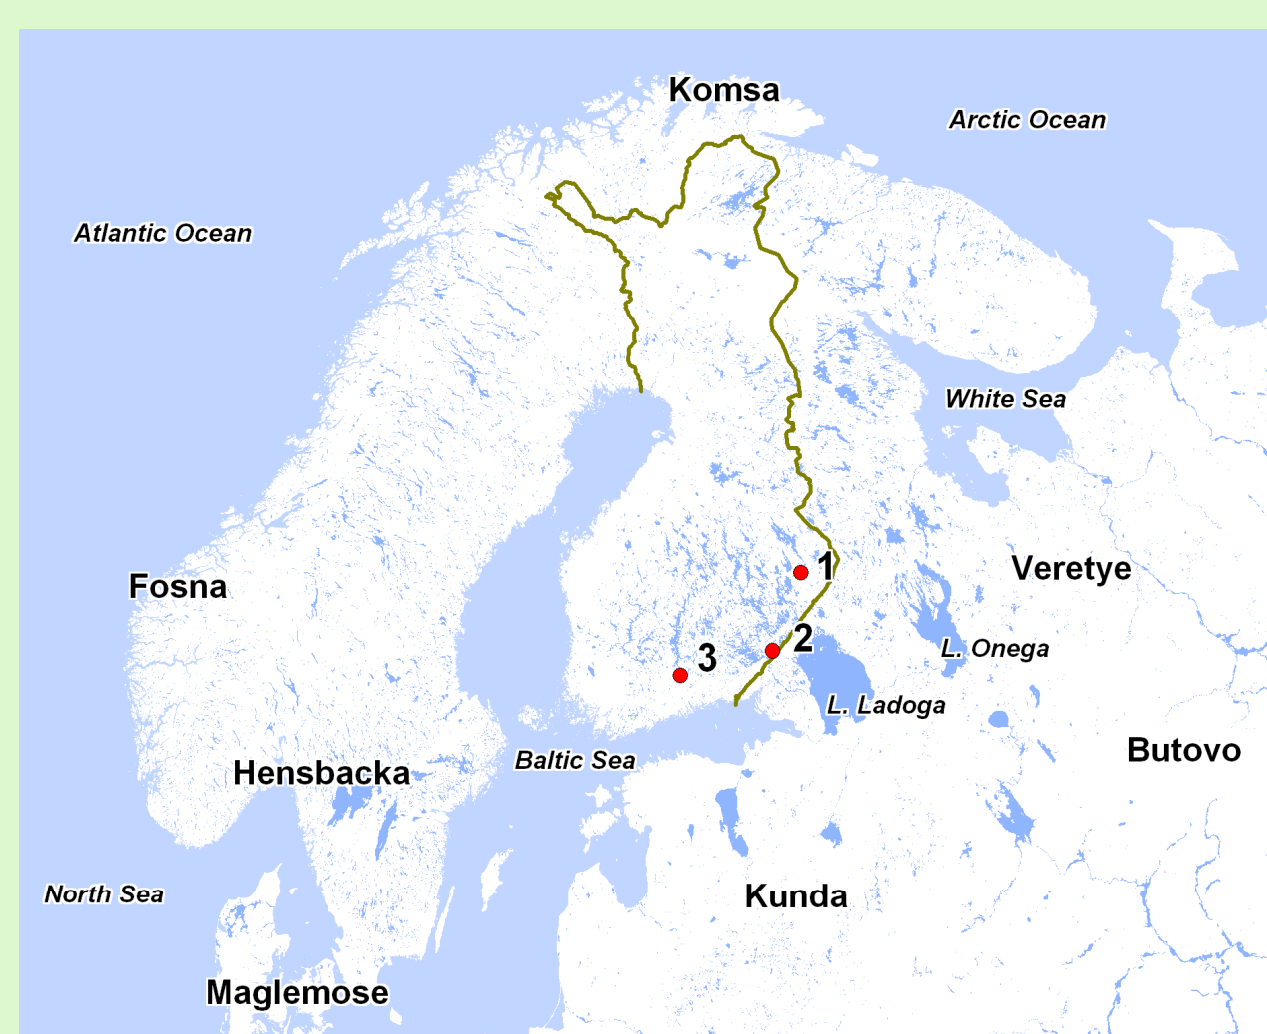 Komsa
Arctic Ocean
Atlantic Ocean
White Sea
1
Veretye
Fosna
2
L. Onega
3
L. Ladoga
Butovo
Baltic Sea
Hensbacka
North Sea
Kunda
Maglemose